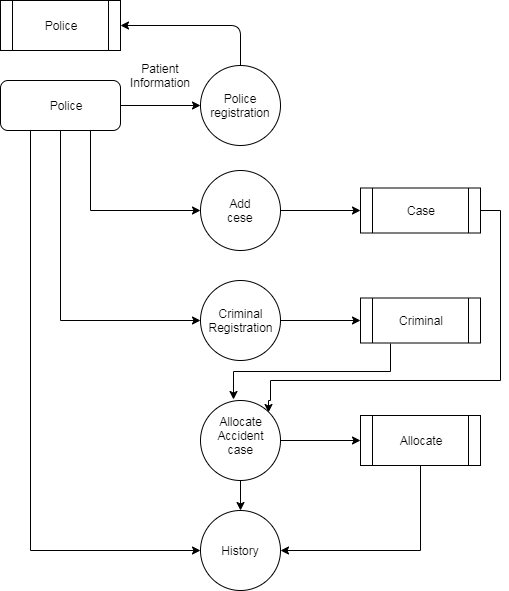 Police
Patient
Information
Police
Police
registration
Add
cese
Case
Criminal
Registration
Criminal
Allocate
Accident
case
Allocate
History